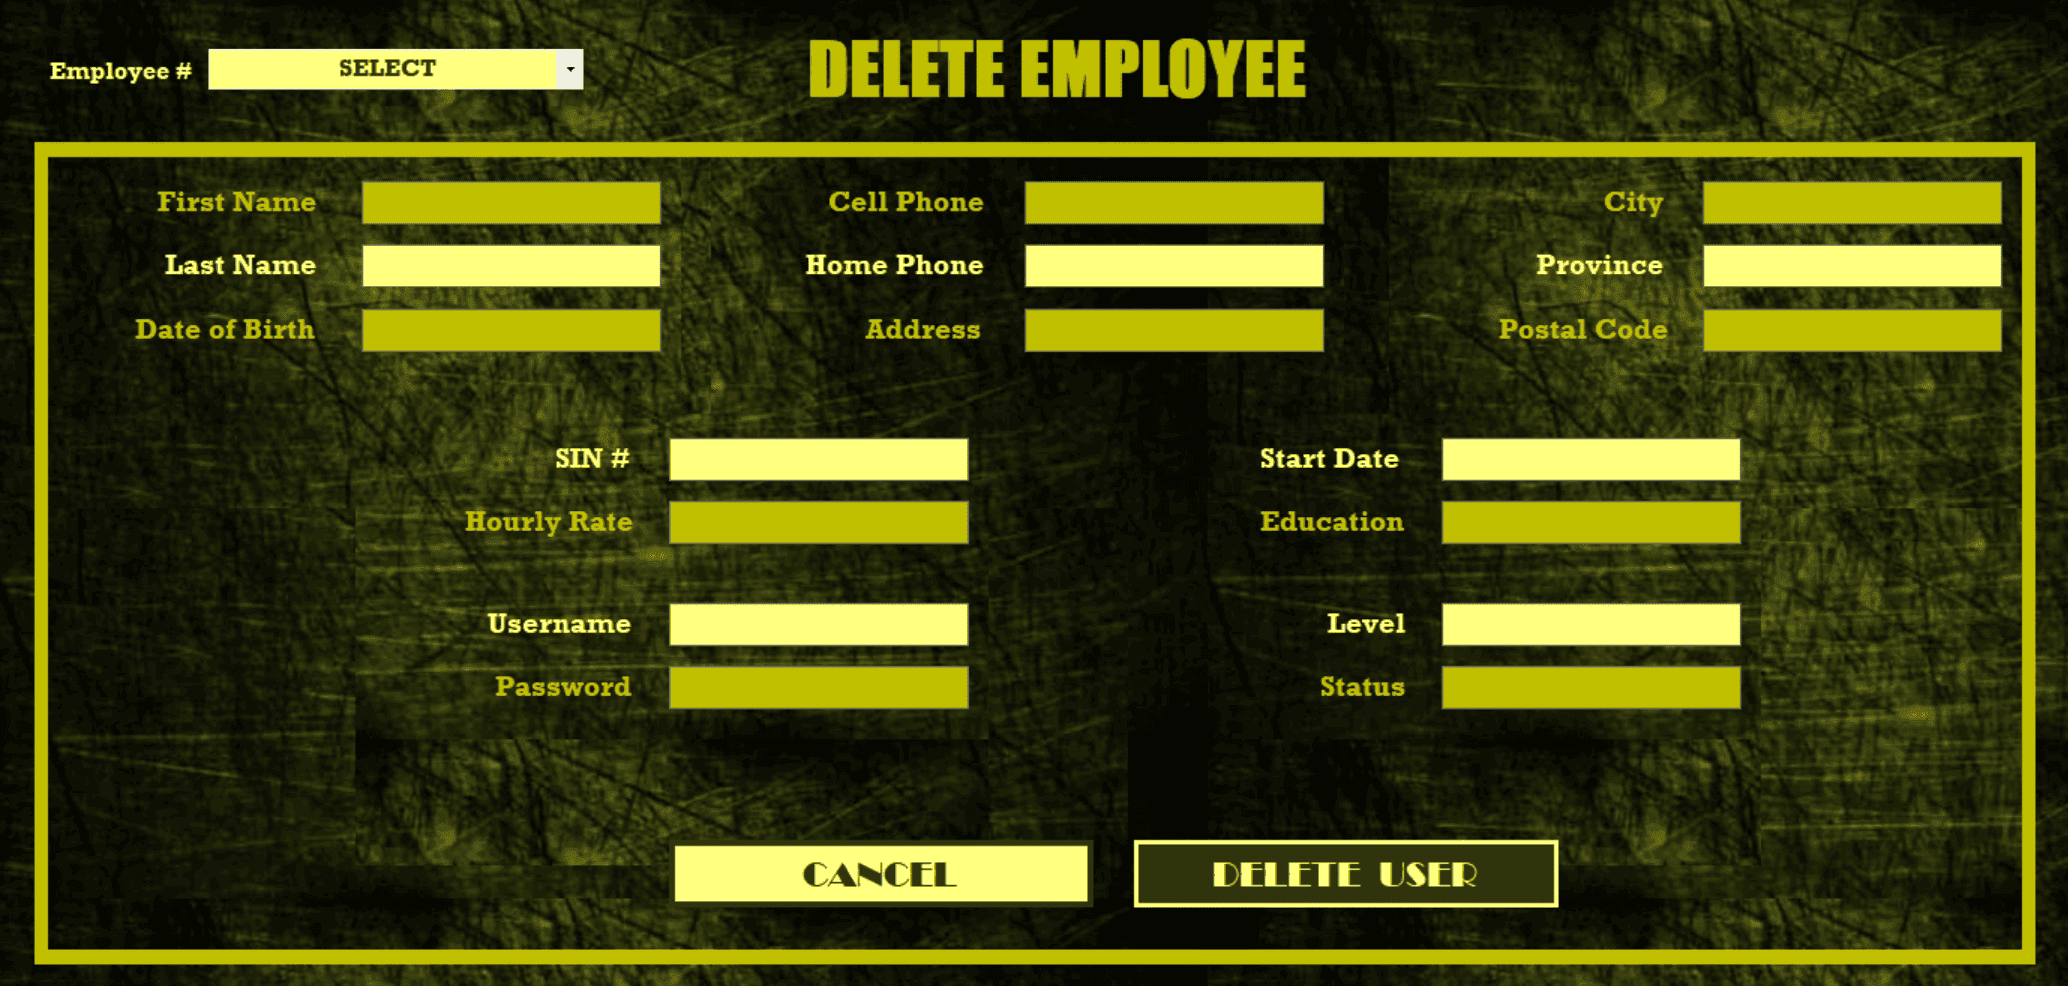 Employee # SELECT
DELETE EMPLOYEE
First Name Cell Phone City
Last Name Home Phone Province
Date of Birth Address Postal Code
SIN # Start Date
Hourly Rate Education
Username Level
Password Status
CANCEL DELETE USER